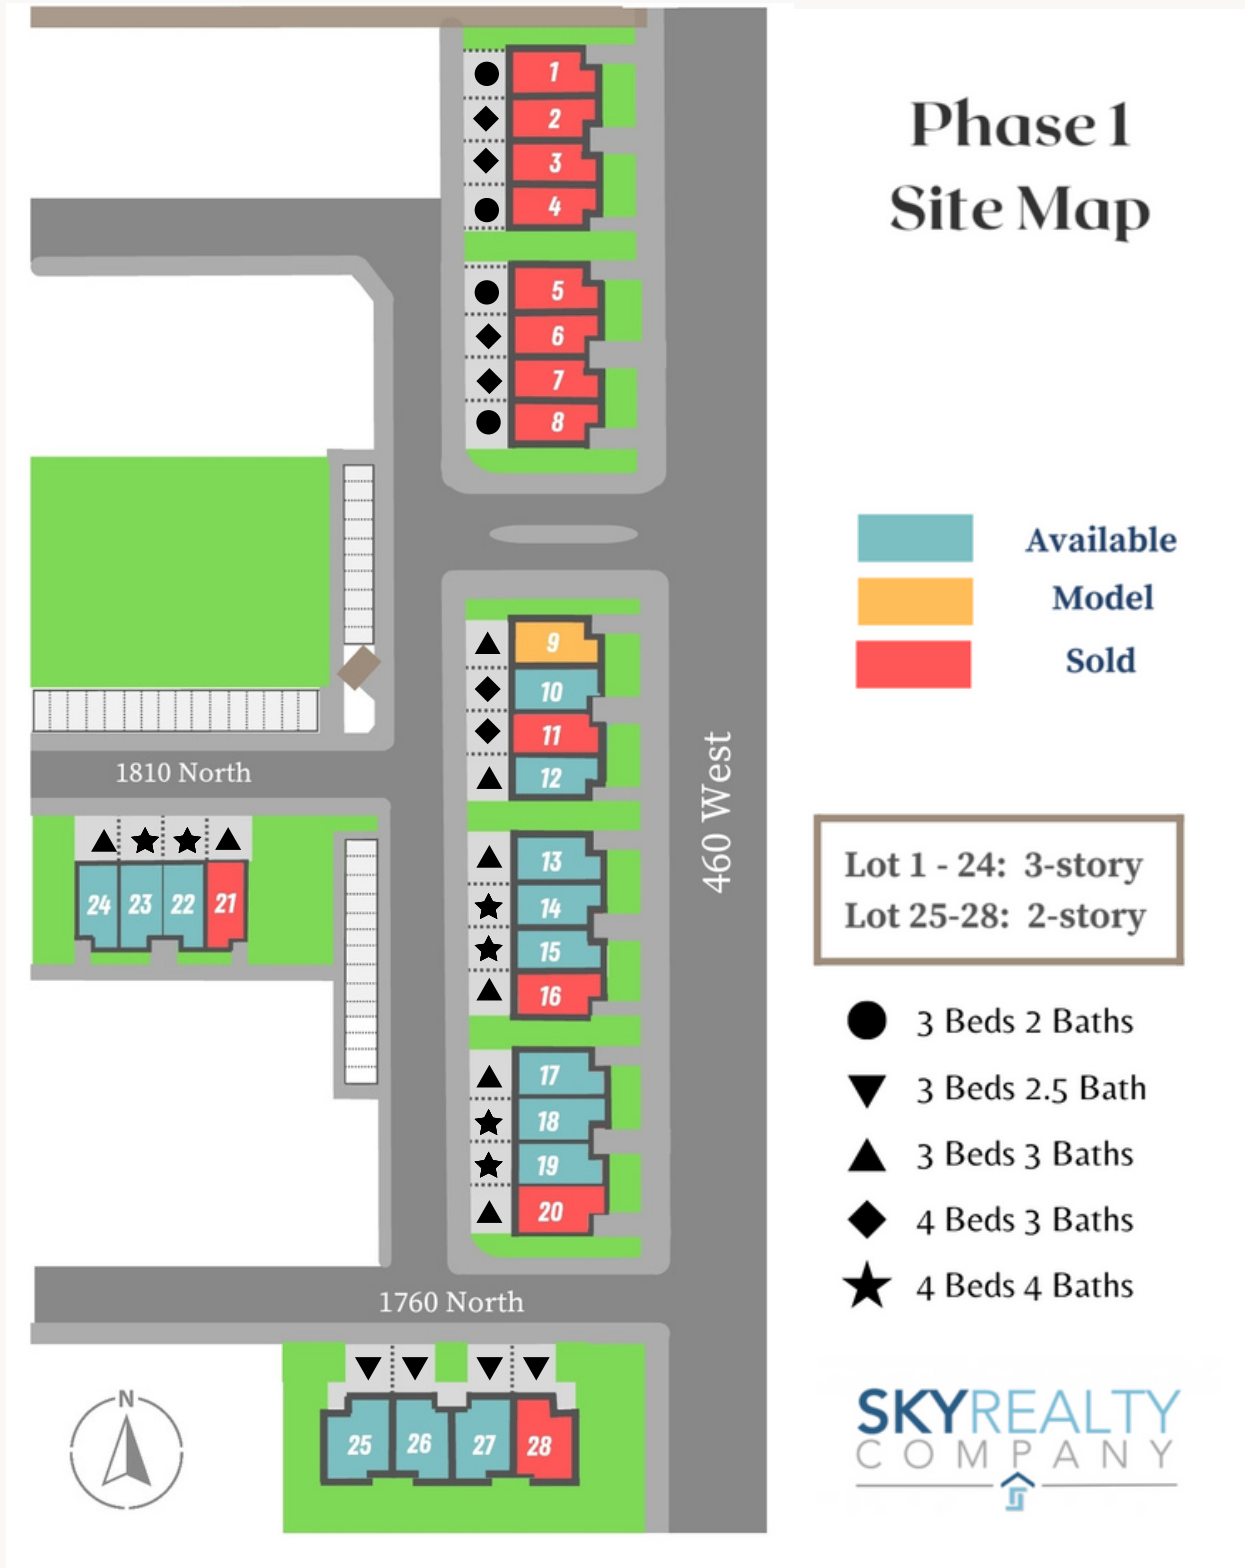 Phase 1
Site Map
1
2
3
4
5
6
7
8
Available
Model
Sold
9
10
11
12
1810 North
460 West
24
23
22
21
13
14
15
16
Lot 1 - 24: 3-story
Lot 25-28: 2-story
3 Beds 2 Baths
3 Beds 2.5 Bath
3 Beds 3 Baths
4 Beds 3 Baths
4 Beds 4 Baths
17
18
19
20
1760 North
N
25
26
27
28
SKYREALTY
COMPANY